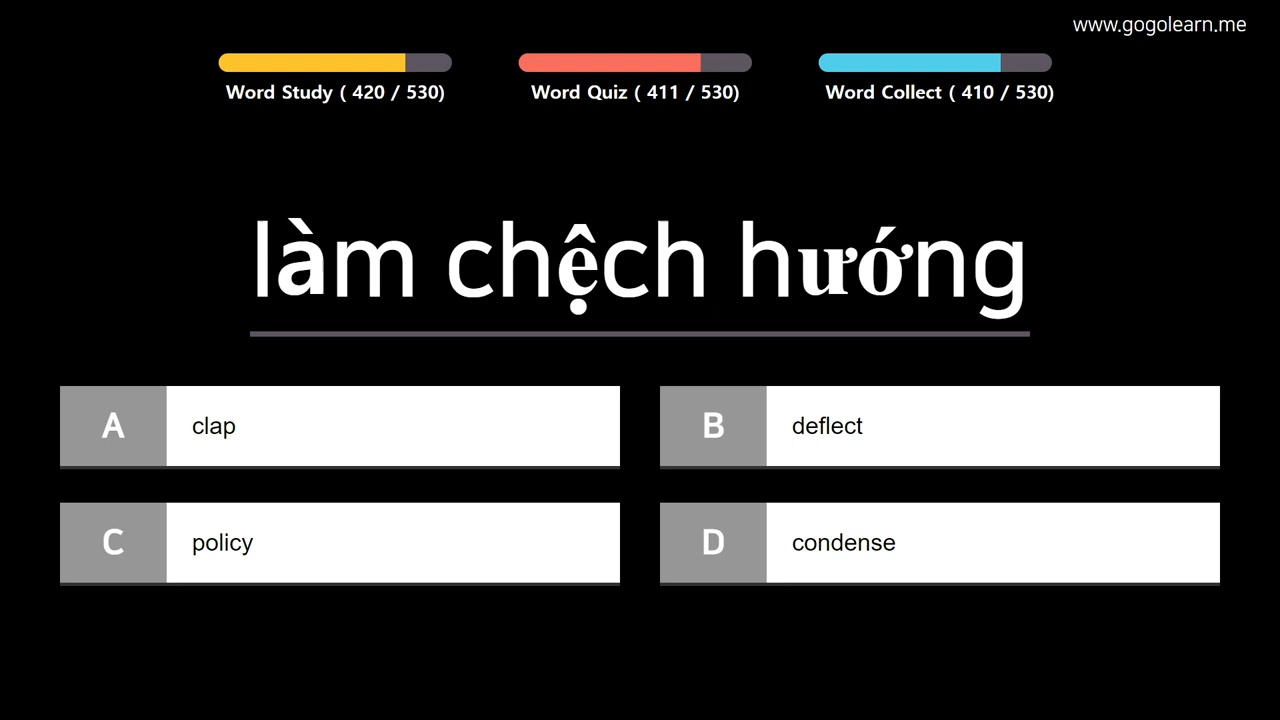 www.gogolearn.me
Word Study ( 420 / 530)
Word Quiz ( 411 / 530)
Word Collect ( 410 / 530)
làm chệch hướng
A clap
B deflect
C policy
D condense